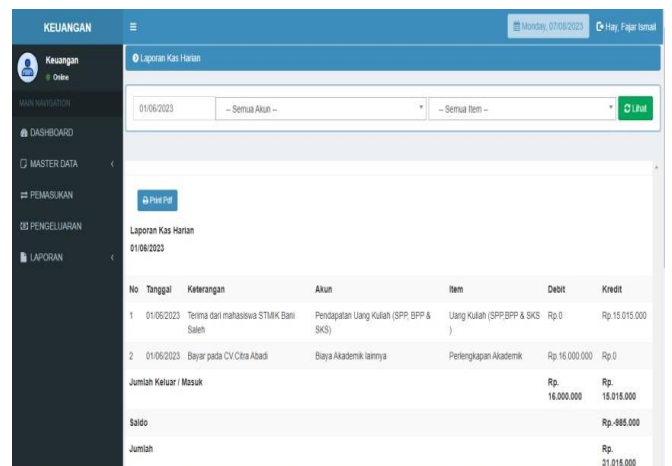 KEUANGAN
Monday, 07/08/2023
Hay, Fajar Ismail
Keuangan
Online
Laporan Kas Harian
MAIN NAVIGATION
01/06/2023
-- Semua Akun --
-- Semua Item --
Lihat
DASHBOARD
MASTER DATA
PEMASUKAN
PENGELUARAN
LAPORAN
Print Pdf
Laporan Kas Harian
01/06/2023
No Tanggal Keterangan Akun Item Debit Kredit
1 01/06/2023 Terima dari mahasiswa STMIK Bani Saleh Pendapatan Uang Kuliah (SPP, BPP & SKS) Uang Kuliah (SPP,BPP & SKS ) Rp.0 Rp.15.015.000
2 01/06/2023 Bayar pada CV.Citra Abadi Biaya Akademik lainnya Perlengkapan Akademik Rp.16.000.000 Rp.0
Jumlah Keluar / Masuk Rp. 16.000.000 Rp. 15.015.000
Saldo Rp.-985.000
Jumlah Rp. 31.015.000